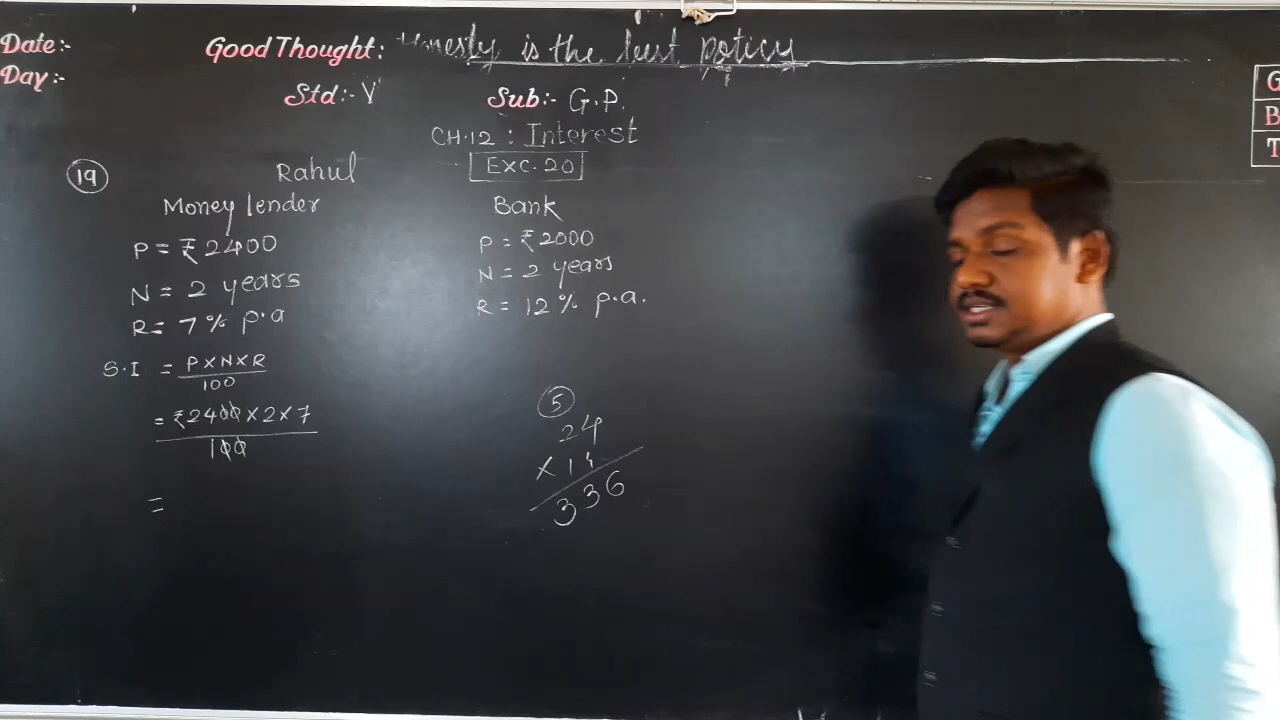 Date:-
Good Thought: Honesty is the best policy
Day:-
Std:- V
Sub:- G.P.
CH.12 : Interest
Exc. 20
19
Rahul
Money lender
P = ₹2400
N = 2 years
R = 7% p.a
S.I = P×N×R
100
= ₹2400×2×7
100
=
Bank
P = ₹2000
N = 2 years
R = 12% p.a.
5
24
×14
336
G
B
T